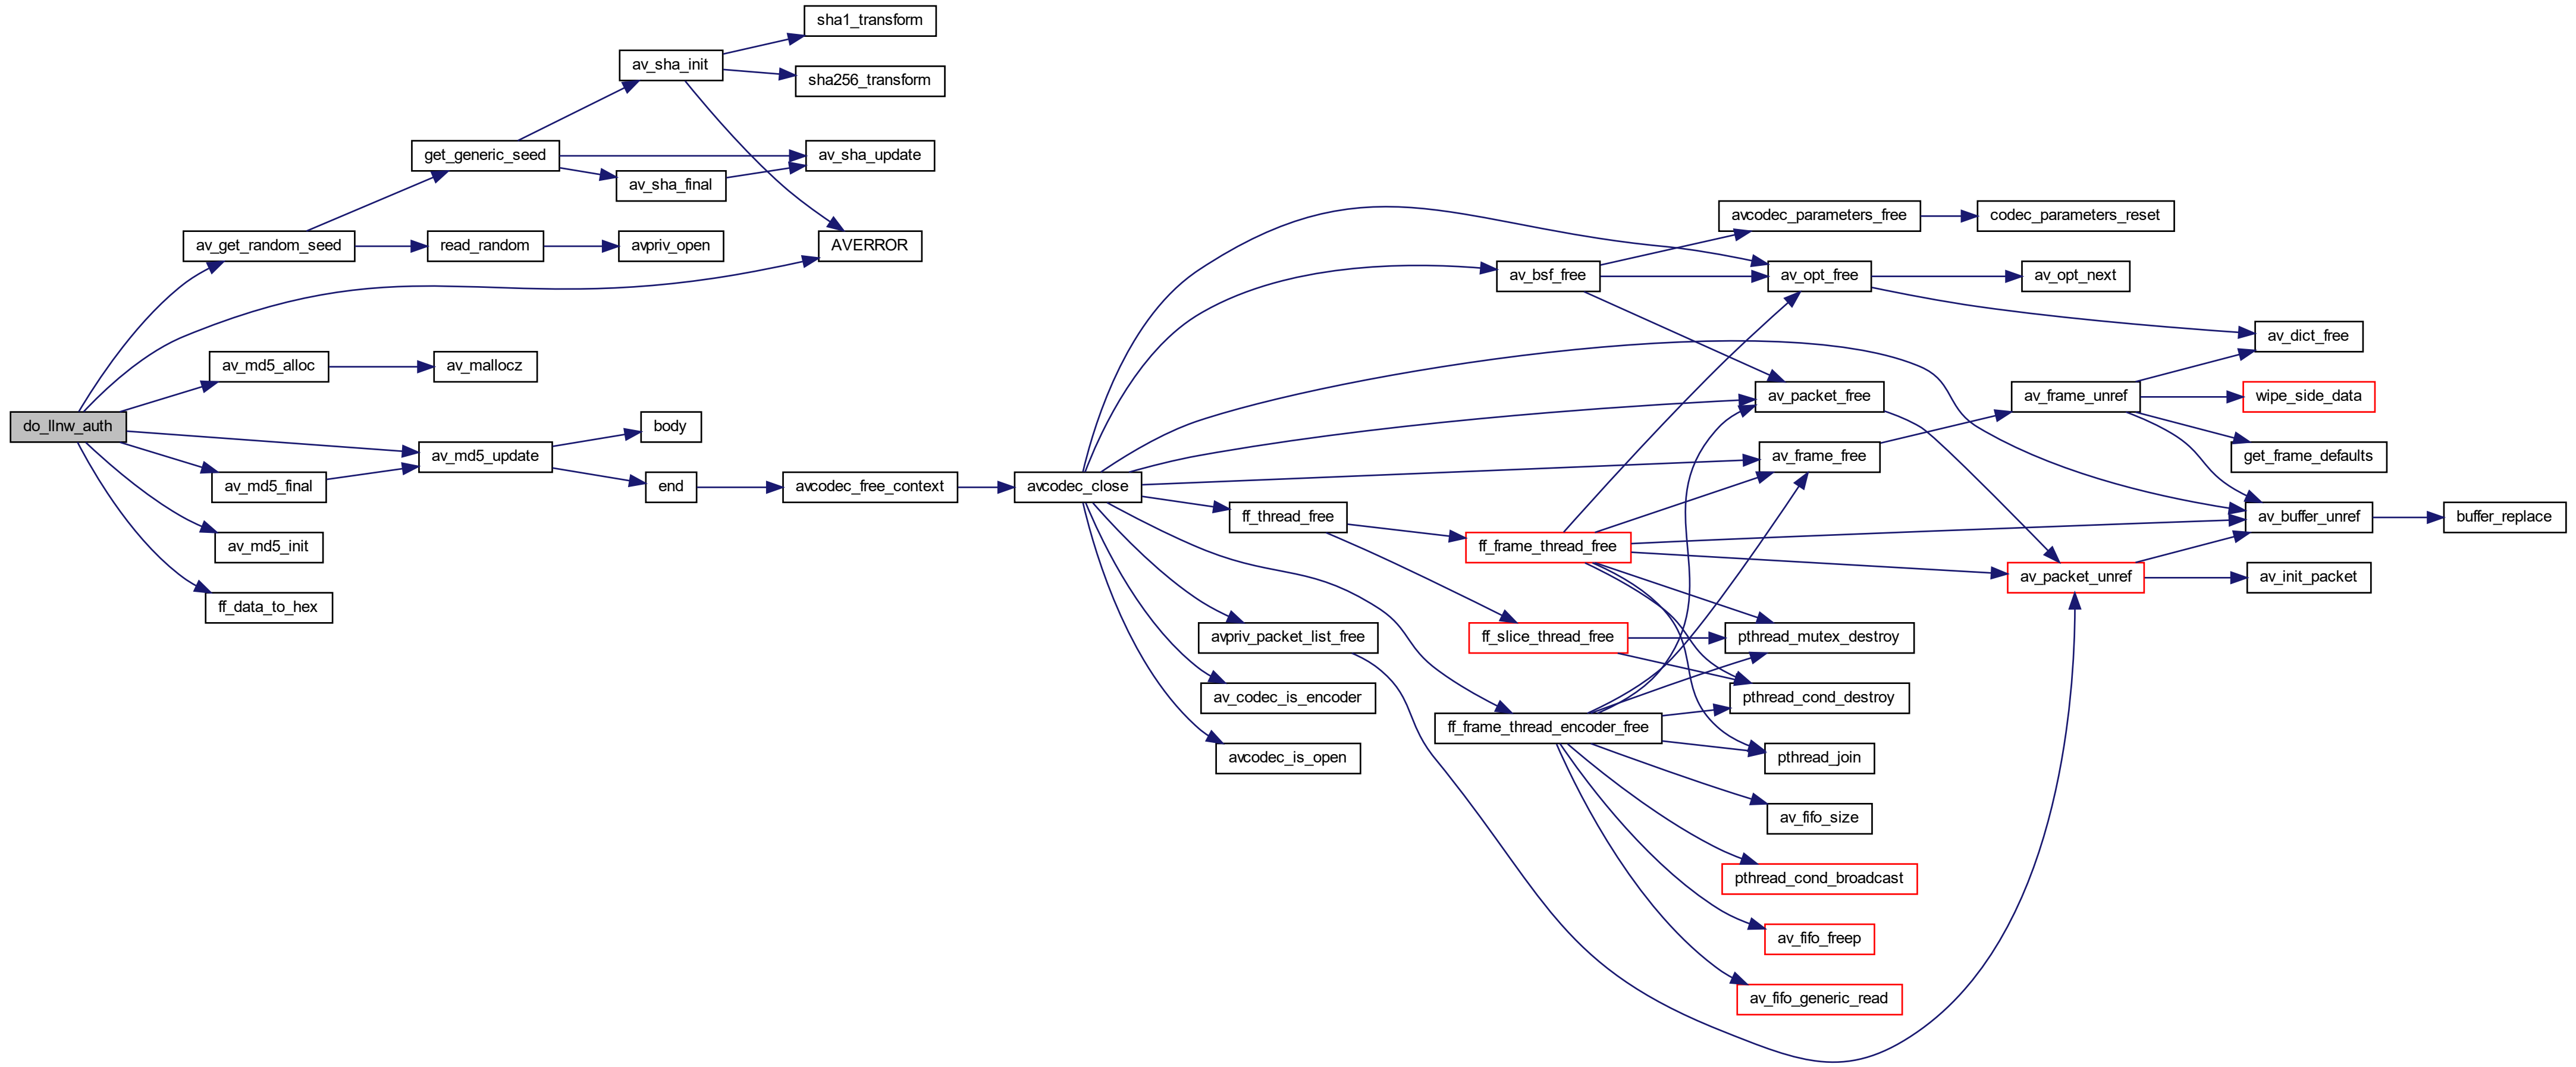 sha1_transform
av_sha_init
sha256_transform
get_generic_seed
av_sha_update
av_sha_final
avcodec_parameters_free
codec_parameters_reset
av_get_random_seed
read_random
avpriv_open
AVERROR
av_bsf_free
av_opt_free
av_opt_next
av_dict_free
av_md5_alloc
av_mallocz
av_packet_free
av_frame_unref
wipe_side_data
do_llnw_auth
body
av_md5_update
av_frame_free
get_frame_defaults
av_md5_final
end
avcodec_free_context
avcodec_close
ff_thread_free
av_buffer_unref
buffer_replace
av_md5_init
ff_frame_thread_free
av_packet_unref
av_init_packet
ff_data_to_hex
avpriv_packet_list_free
ff_slice_thread_free
pthread_mutex_destroy
av_codec_is_encoder
pthread_cond_destroy
ff_frame_thread_encoder_free
avcodec_is_open
pthread_join
av_fifo_size
pthread_cond_broadcast
av_fifo_freep
av_fifo_generic_read